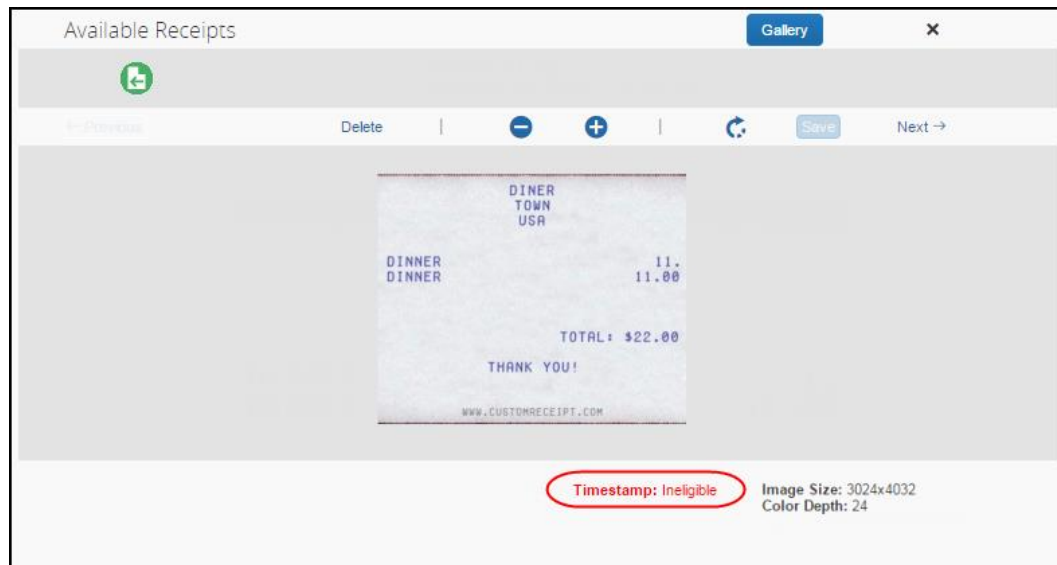 Available Receipts Gallery ×
← Previous Delete | | Save Next →
DINER
TOWN
USA
DINNER 11.
DINNER 11.00
TOTAL: $22.00
THANK YOU!
WWW.CUSTOMRECEIPT.COM
Timestamp: Ineligible Image Size: 3024x4032
Color Depth: 24